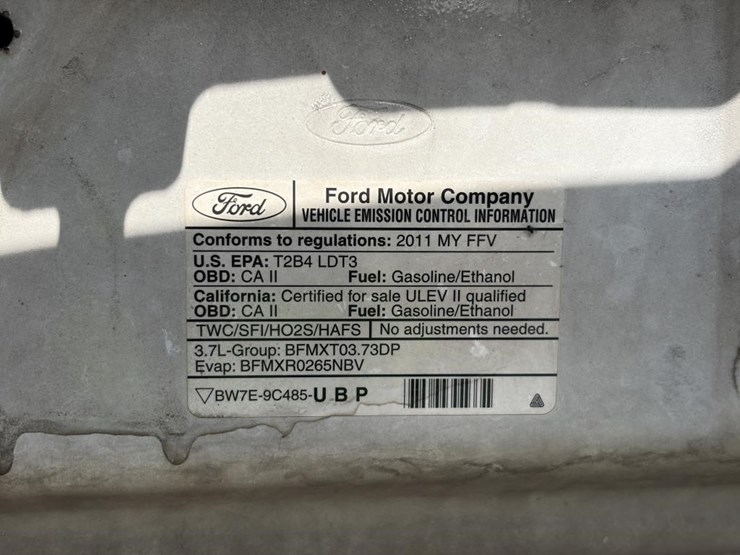 Ford
Ford
Ford Motor Company
VEHICLE EMISSION CONTROL INFORMATION
Conforms to regulations: 2011 MY FFV
U.S. EPA: T2B4 LDT3
OBD: CA II Fuel: Gasoline/Ethanol
California: Certified for sale ULEV II qualified
OBD: CA II Fuel: Gasoline/Ethanol
TWC/SFI/HO2S/HAFS No adjustments needed.
3.7L-Group: BFMXT03.73DP
Evap: BFMXR0265NBV
▽BW7E-9C485-U B P